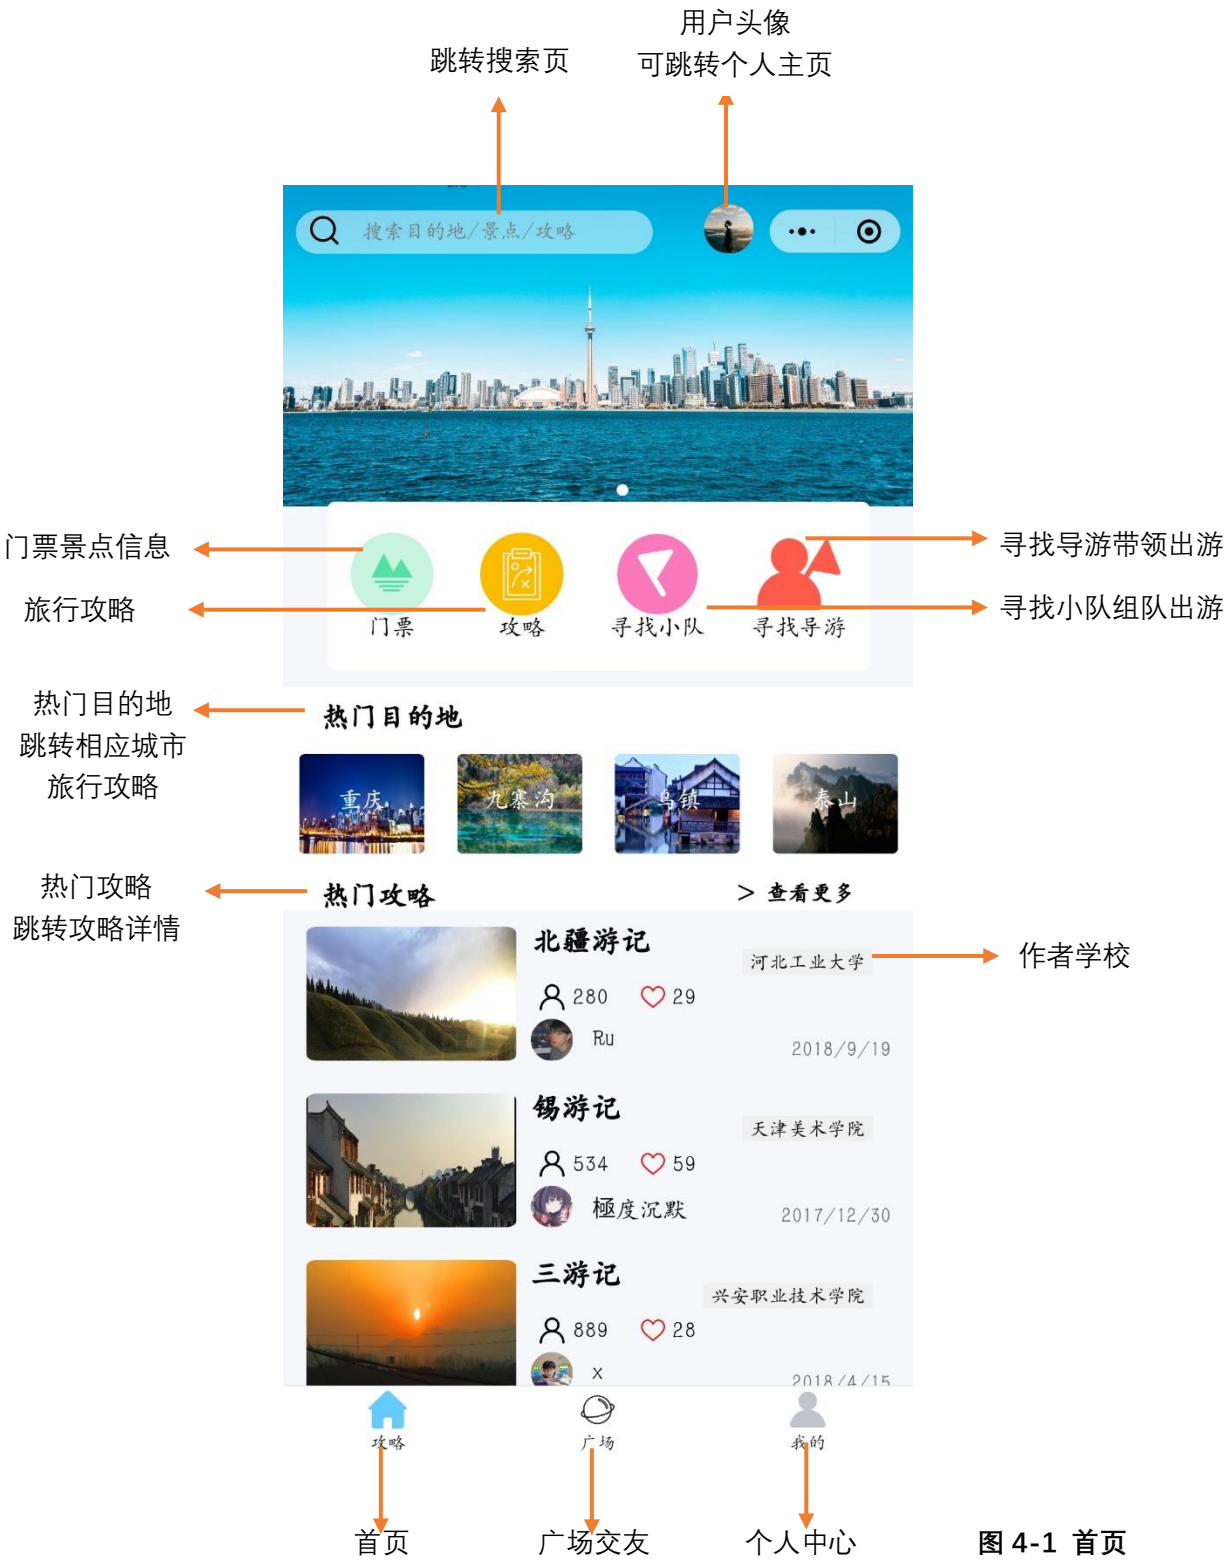 用户头像
跳转搜索页
可跳转个人主页
搜索目的地/景点/攻略
门票景点信息
寻找导游带领出游
旅行攻略
寻找小队组队出游
门票
攻略
寻找小队
寻找导游
热门目的地
跳转相应城市
旅行攻略
热门目的地
重庆
九寨沟
乌镇
泰山
热门攻略
跳转攻略详情
热门攻略
> 查看更多
北疆游记
河北工业大学
作者学校
280
29
Ru
2018/9/19
锡游记
天津美术学院
534
59
極度沉默
2017/12/30
三游记
兴安职业技术学院
889
28
x
2018/4/15
攻略
广场
我的
首页
广场交友
个人中心
图 4-1 首页